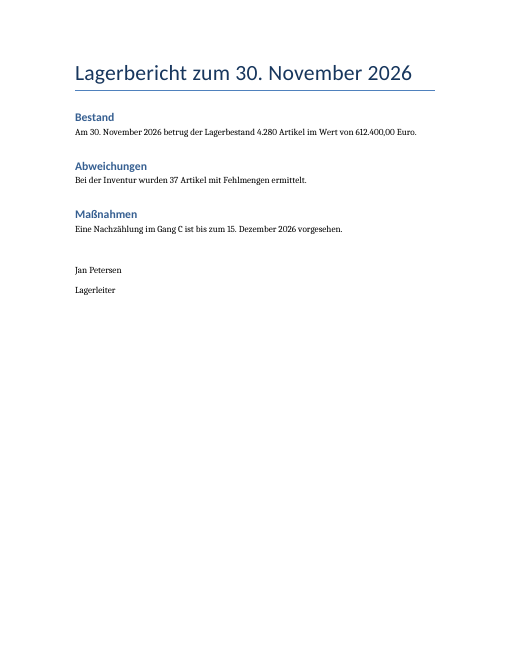 Lagerbericht zum 30. November 2026
Bestand
Am 30. November 2026 betrug der Lagerbestand 4.280 Artikel im Wert von 612.400,00 Euro.
Abweichungen
Bei der Inventur wurden 37 Artikel mit Fehlmengen ermittelt.
Maßnahmen
Eine Nachzählung im Gang C ist bis zum 15. Dezember 2026 vorgesehen.
Jan Petersen
Lagerleiter